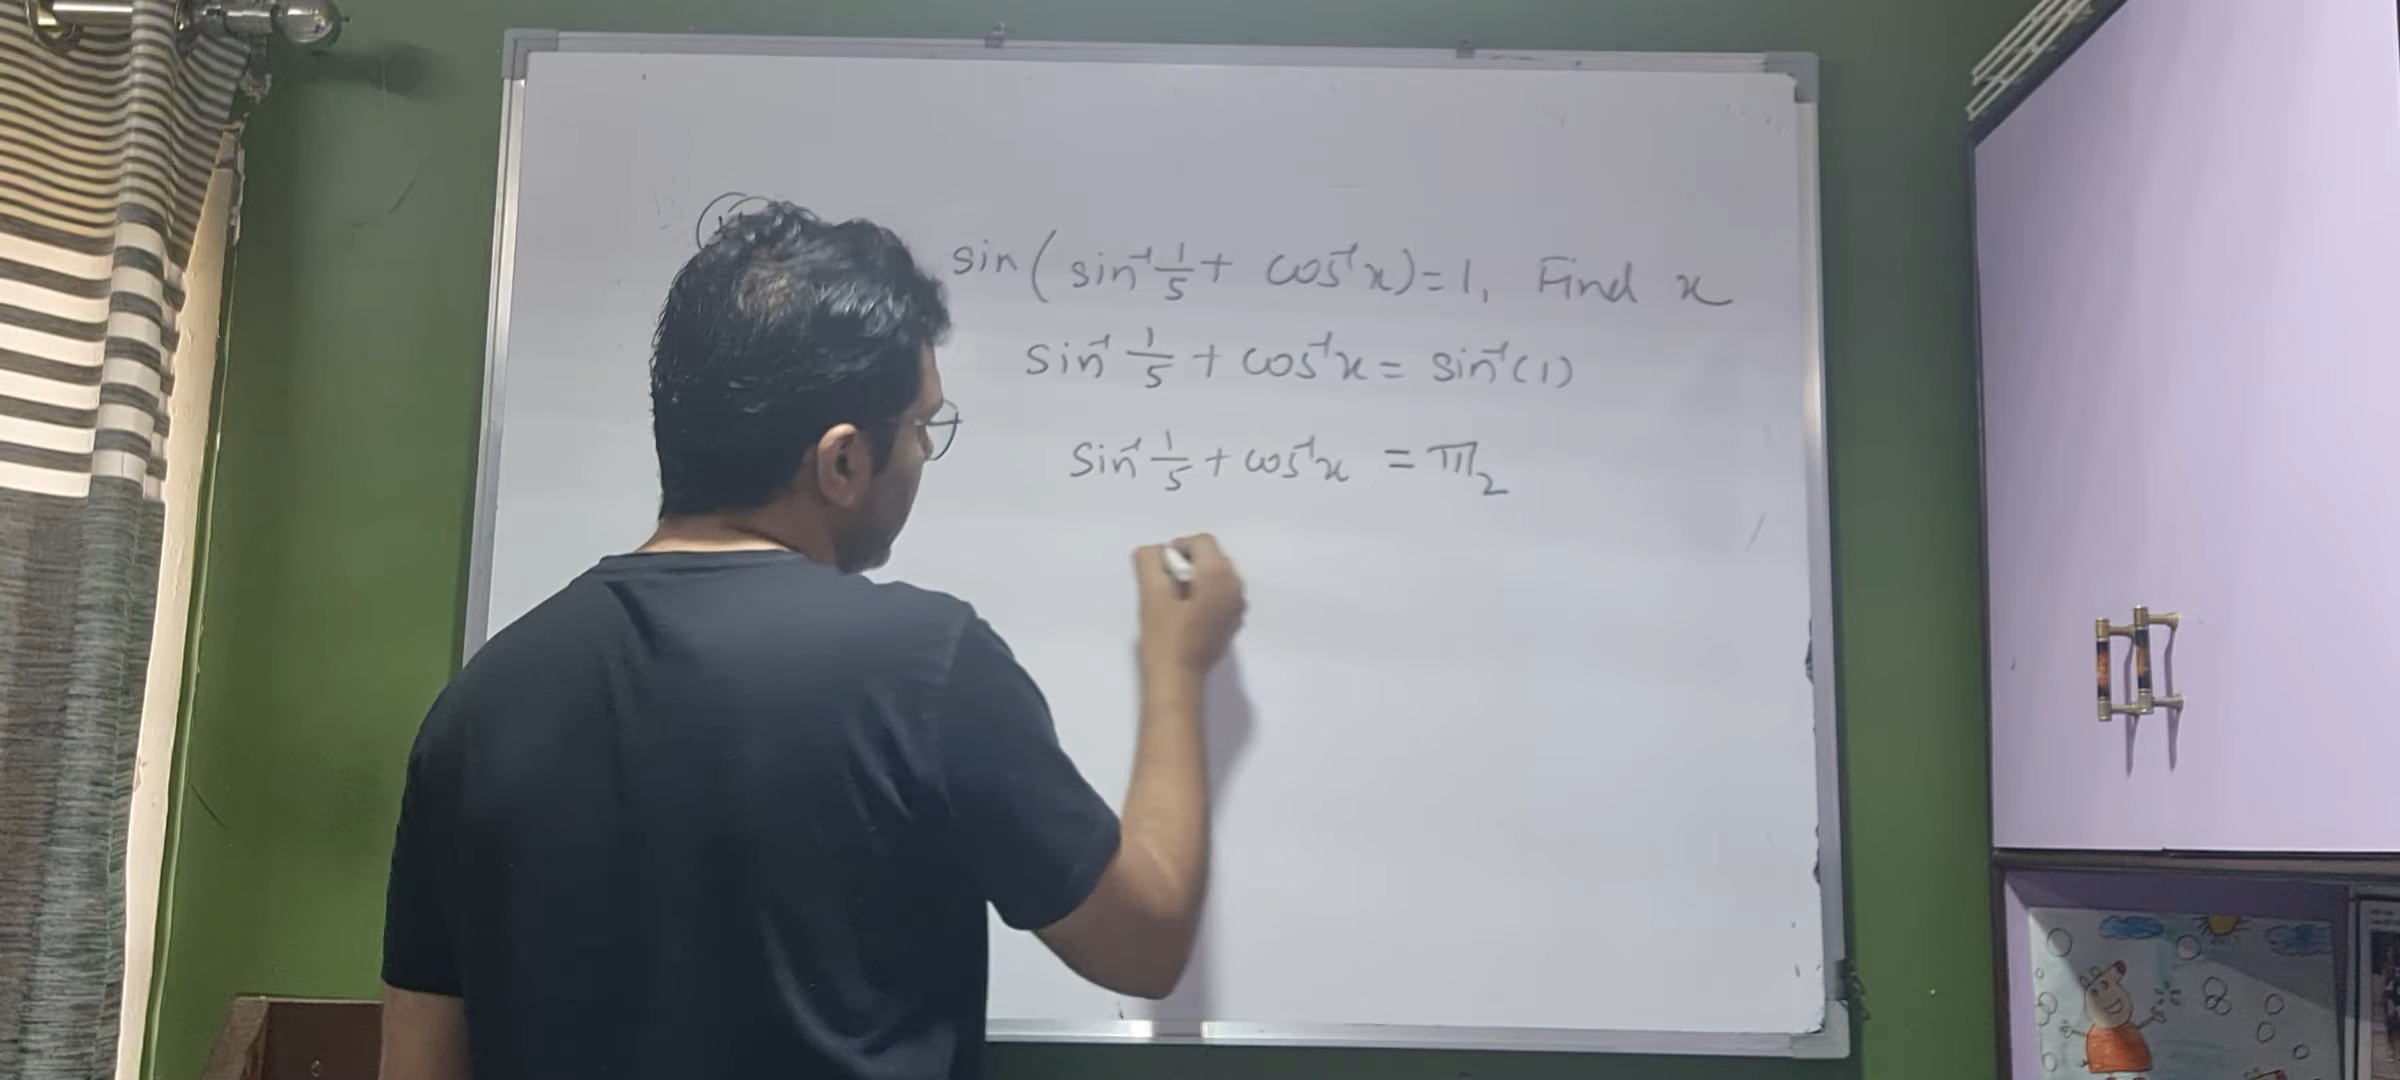 sin(sin⁻¹ 1/5 + cos⁻¹x) = 1, Find x
sin⁻¹ 1/5 + cos⁻¹x = sin⁻¹(1)
sin⁻¹ 1/5 + cos⁻¹x = π/2